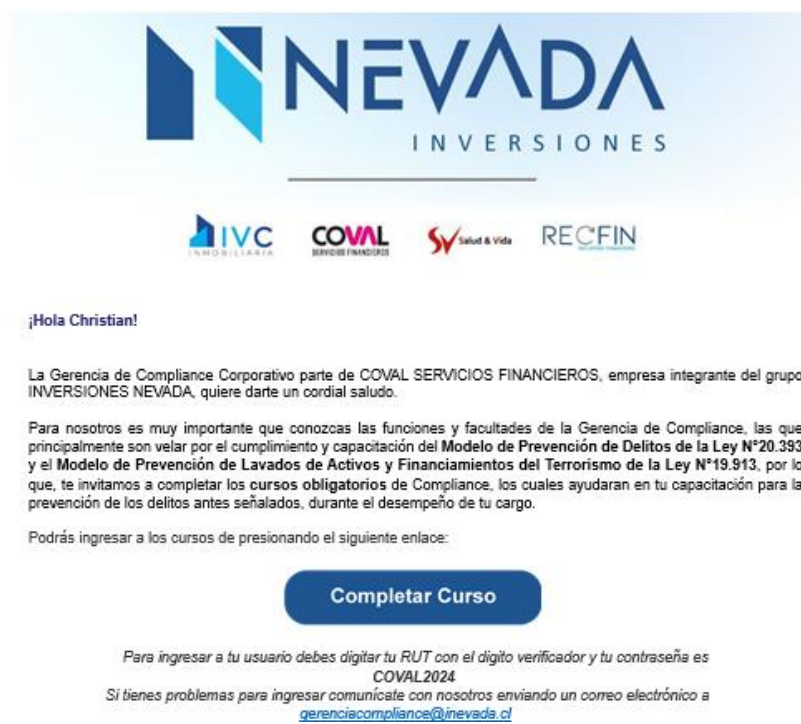 NEVADA
INVERSIONES
IVC
INMOBILIARIA
COVAL
SERVICIOS FINANCIEROS
SV Salud & Vida
RECFIN
¡Hola Christian!
La Gerencia de Compliance Corporativo parte de COVAL SERVICIOS FINANCIEROS, empresa integrante del grupo
INVERSIONES NEVADA, quiere darte un cordial saludo.
Para nosotros es muy importante que conozcas las funciones y facultades de la Gerencia de Compliance, las que
principalmente son velar por el cumplimiento y capacitación del Modelo de Prevención de Delitos de la Ley N°20.393
y el Modelo de Prevención de Lavados de Activos y Financiamientos del Terrorismo de la Ley N°19.913, por lo
que, te invitamos a completar los cursos obligatorios de Compliance, los cuales ayudaran en tu capacitación para la
prevención de los delitos antes señalados, durante el desempeño de tu cargo.
Podrás ingresar a los cursos de presionando el siguiente enlace:
Completar Curso
Para ingresar a tu usuario debes digitar tu RUT con el digito verificador y tu contraseña es
COVAL2024
Si tienes problemas para ingresar comunícate con nosotros enviando un correo electrónico a
gerenciacompliance@inevada.cl